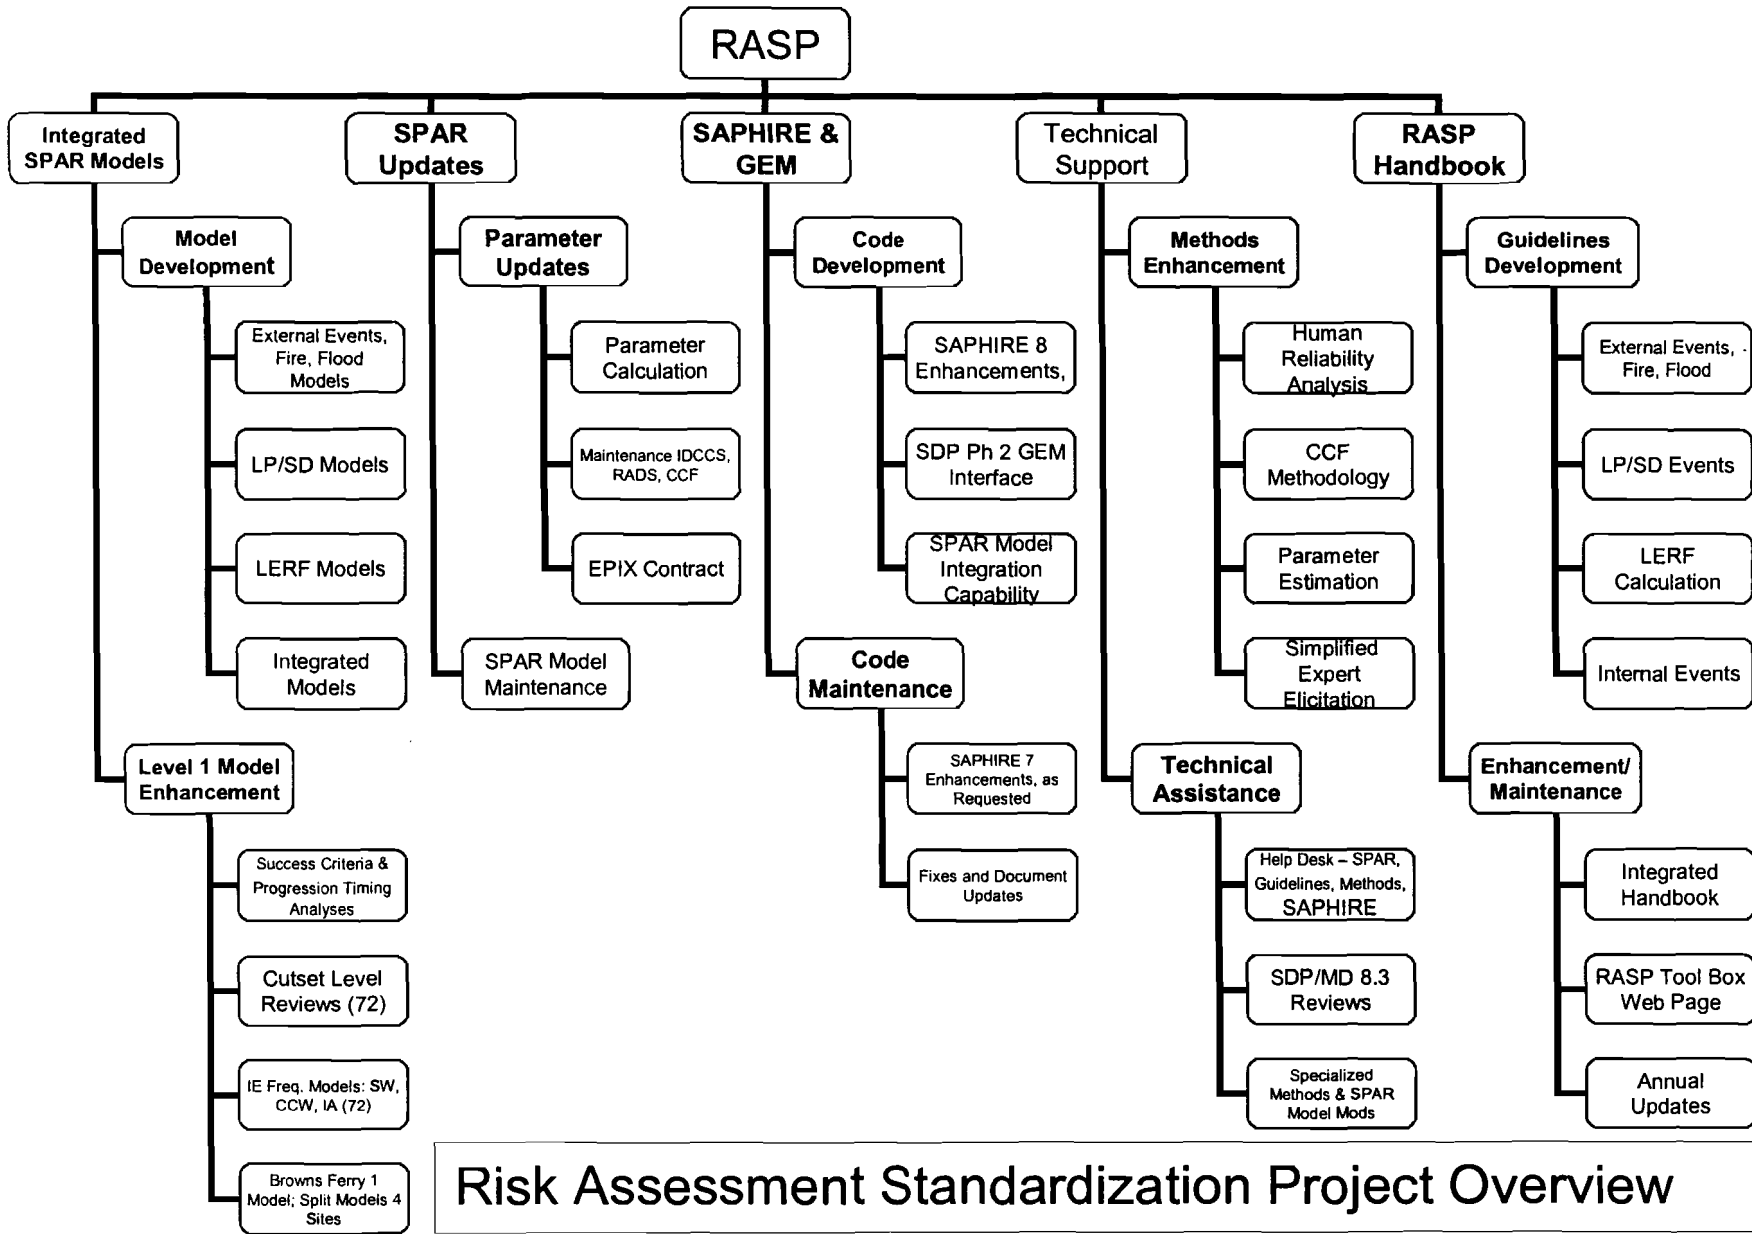 RASP
Integrated
SPAR Models
SPAR
Updates
SAPHIRE &
GEM
Technical
Support
RASP
Handbook
Model
Development
External Events,
Fire, Flood
Models
LP/SD Models
LERF Models
Integrated
Models
Level 1 Model
Enhancement
Success Criteria &
Progression Timing
Analyses
Cutset Level
Reviews (72)
IE Freq. Models: SW,
CCW, IA (72)
Browns Ferry 1
Model; Split Models 4
Sites
Parameter
Updates
Parameter
Calculation
Maintenance IDCCS,
RADS, CCF
EPIX Contract
SPAR Model
Maintenance
Code
Development
SAPHIRE 8
Enhancements,
SDP Ph 2 GEM
Interface
SPAR Model
Integration
Capability
Code
Maintenance
SAPHIRE 7
Enhancements, as
Requested
Fixes and Document
Updates
Methods
Enhancement
Human
Reliability
Analysis
CCF
Methodology
Parameter
Estimation
Simplified
Expert
Elicitation
Technical
Assistance
Help Desk – SPAR,
Guidelines, Methods,
SAPHIRE
SDP/MD 8.3
Reviews
Specialized
Methods & SPAR
Model Mods
Guidelines
Development
External Events,
Fire, Flood
LP/SD Events
LERF
Calculation
Internal Events
Enhancement/
Maintenance
Integrated
Handbook
RASP Tool Box
Web Page
Annual
Updates
Risk Assessment Standardization Project Overview